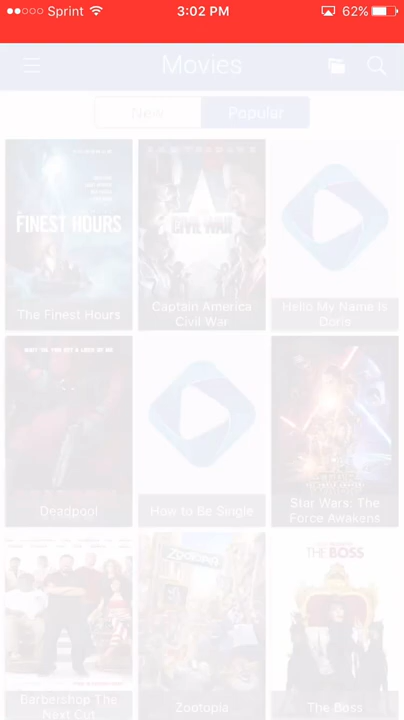 Sprint 3:02 PM 62%
Movies
New Popular
FINEST HOURS
The Finest Hours
CIVIL WAR
Captain America
Civil War
Hello My Name Is
Doris
Deadpool
How to Be Single
Star Wars: The
Force Awakens
Barbershop The
Next Cut
ZOOTOPIA
Zootopia
THE BOSS
The Boss